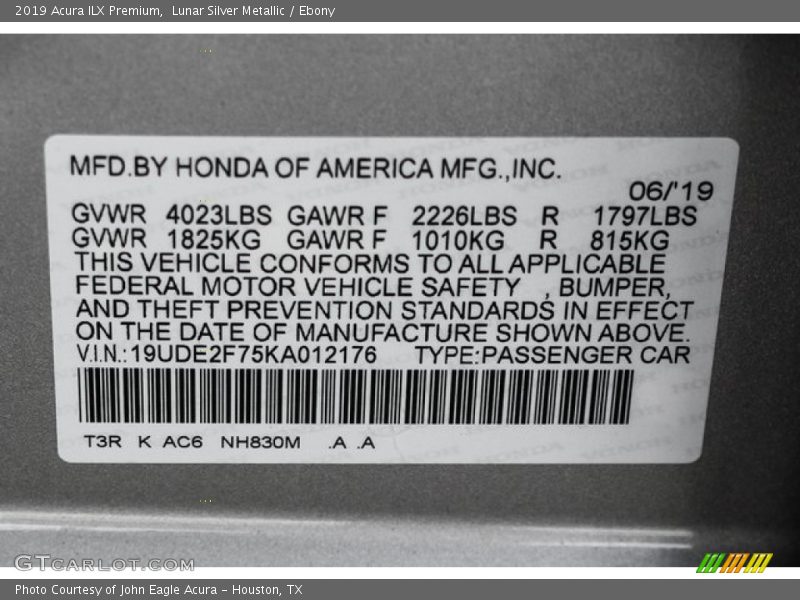 2019 Acura ILX Premium, Lunar Silver Metallic / Ebony
MFD.BY HONDA OF AMERICA MFG.,INC.
06/'19
GVWR 4023LBS GAWR F 2226LBS R 1797LBS
GVWR 1825KG GAWR F 1010KG R 815KG
THIS VEHICLE CONFORMS TO ALL APPLICABLE
FEDERAL MOTOR VEHICLE SAFETY , BUMPER,
AND THEFT PREVENTION STANDARDS IN EFFECT
ON THE DATE OF MANUFACTURE SHOWN ABOVE.
V.I.N.:19UDE2F75KA012176 TYPE:PASSENGER CAR
T3R K AC6 NH830M .A .A
GTCARLOT.COM
Photo Courtesy of John Eagle Acura - Houston, TX